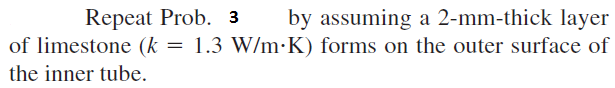 Repeat Prob. 3 by assuming a 2-mm-thick layer
of limestone (k = 1.3 W/m·K) forms on the outer surface of
the inner tube.